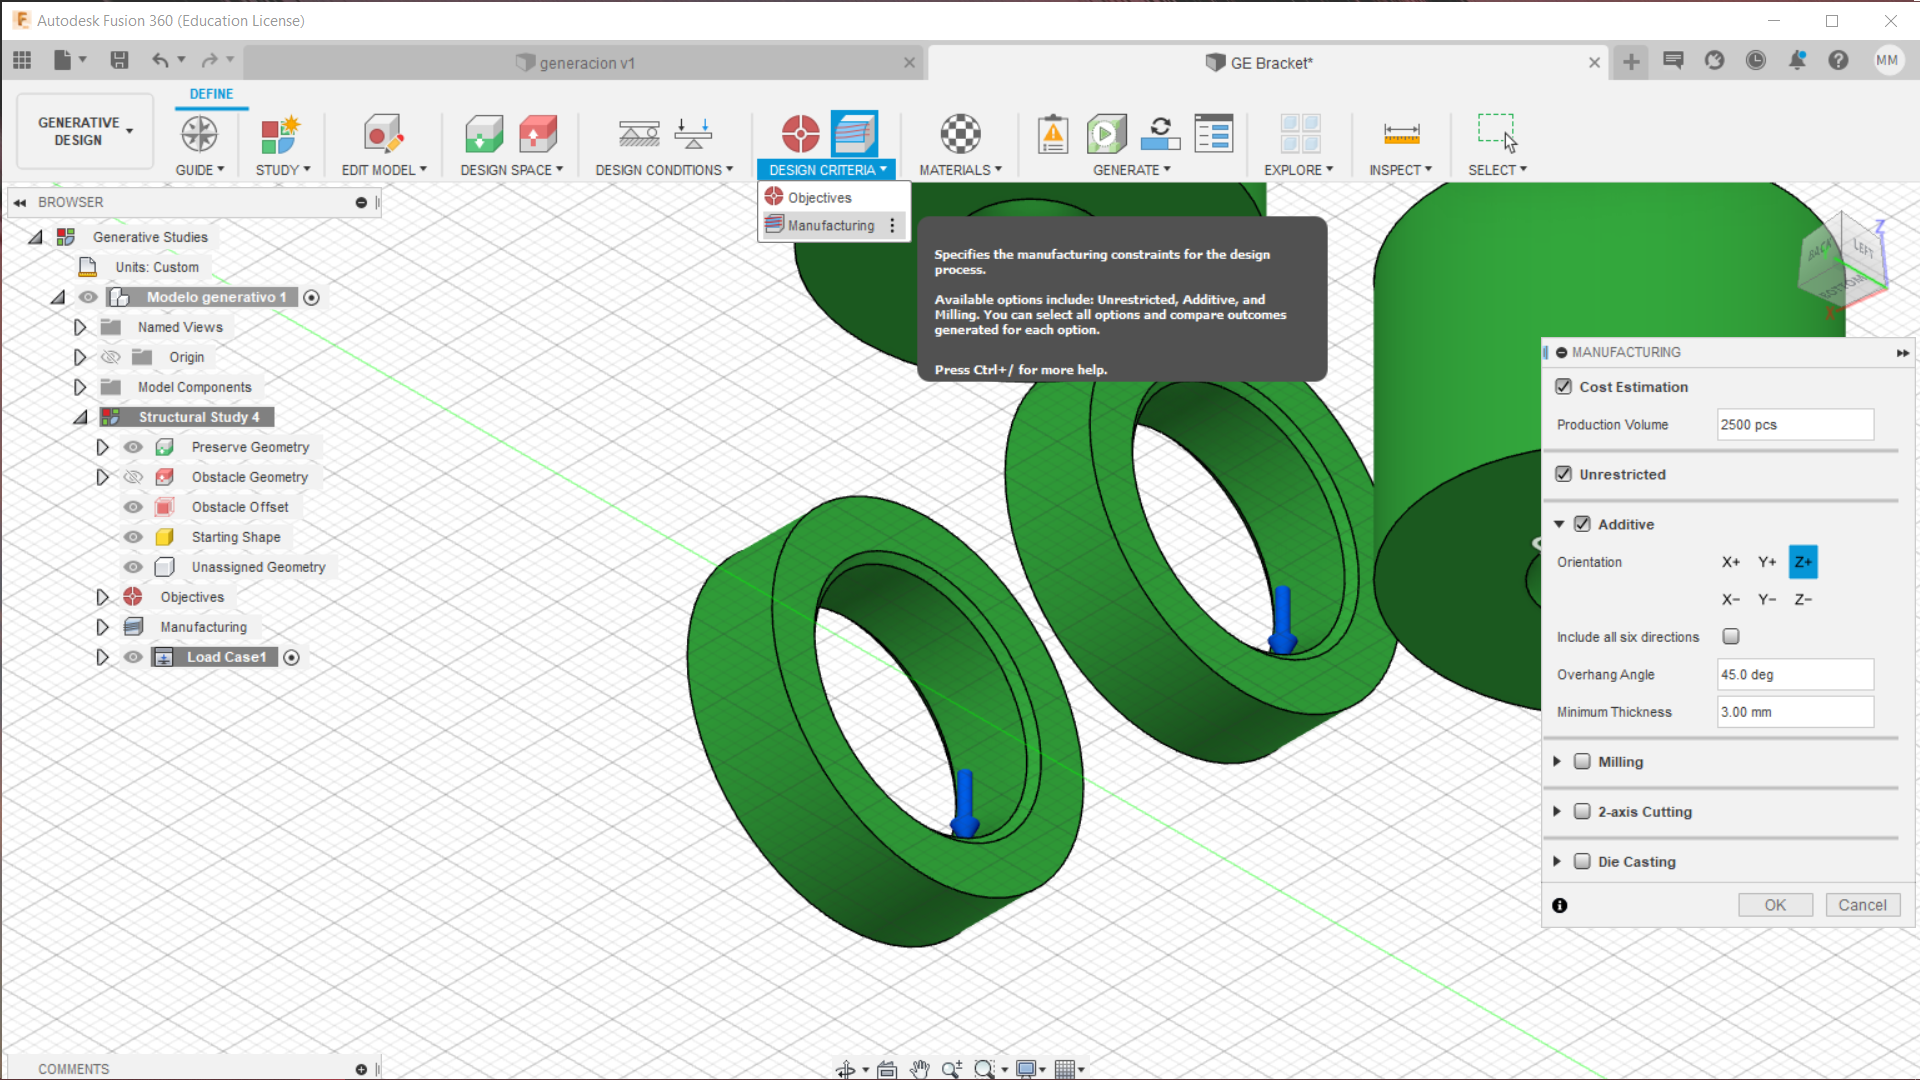 Autodesk Fusion 360 (Education License)
generacion v1
GE Bracket*
MM
GENERATIVE DESIGN
DEFINE
GUIDE
STUDY
EDIT MODEL
DESIGN SPACE
DESIGN CONDITIONS
DESIGN CRITERIA
MATERIALS
GENERATE
EXPLORE
INSPECT
SELECT
Objectives
Manufacturing
Specifies the manufacturing constraints for the design
process.
Available options include: Unrestricted, Additive, and
Milling. You can select all options and compare outcomes
generated for each option.
Press Ctrl+/ for more help.
BROWSER
Generative Studies
Units: Custom
Modelo generativo 1
Named Views
Origin
Model Components
Structural Study 4
Preserve Geometry
Obstacle Geometry
Obstacle Offset
Starting Shape
Unassigned Geometry
Objectives
Manufacturing
Load Case1
BACK
LEFT
BOTTOM
Z
X
MANUFACTURING
Cost Estimation
Production Volume 2500 pcs
Unrestricted
Additive
Orientation X+ Y+ Z+
X- Y- Z-
Include all six directions
Overhang Angle 45.0 deg
Minimum Thickness 3.00 mm
Milling
2-axis Cutting
Die Casting
OK Cancel
COMMENTS